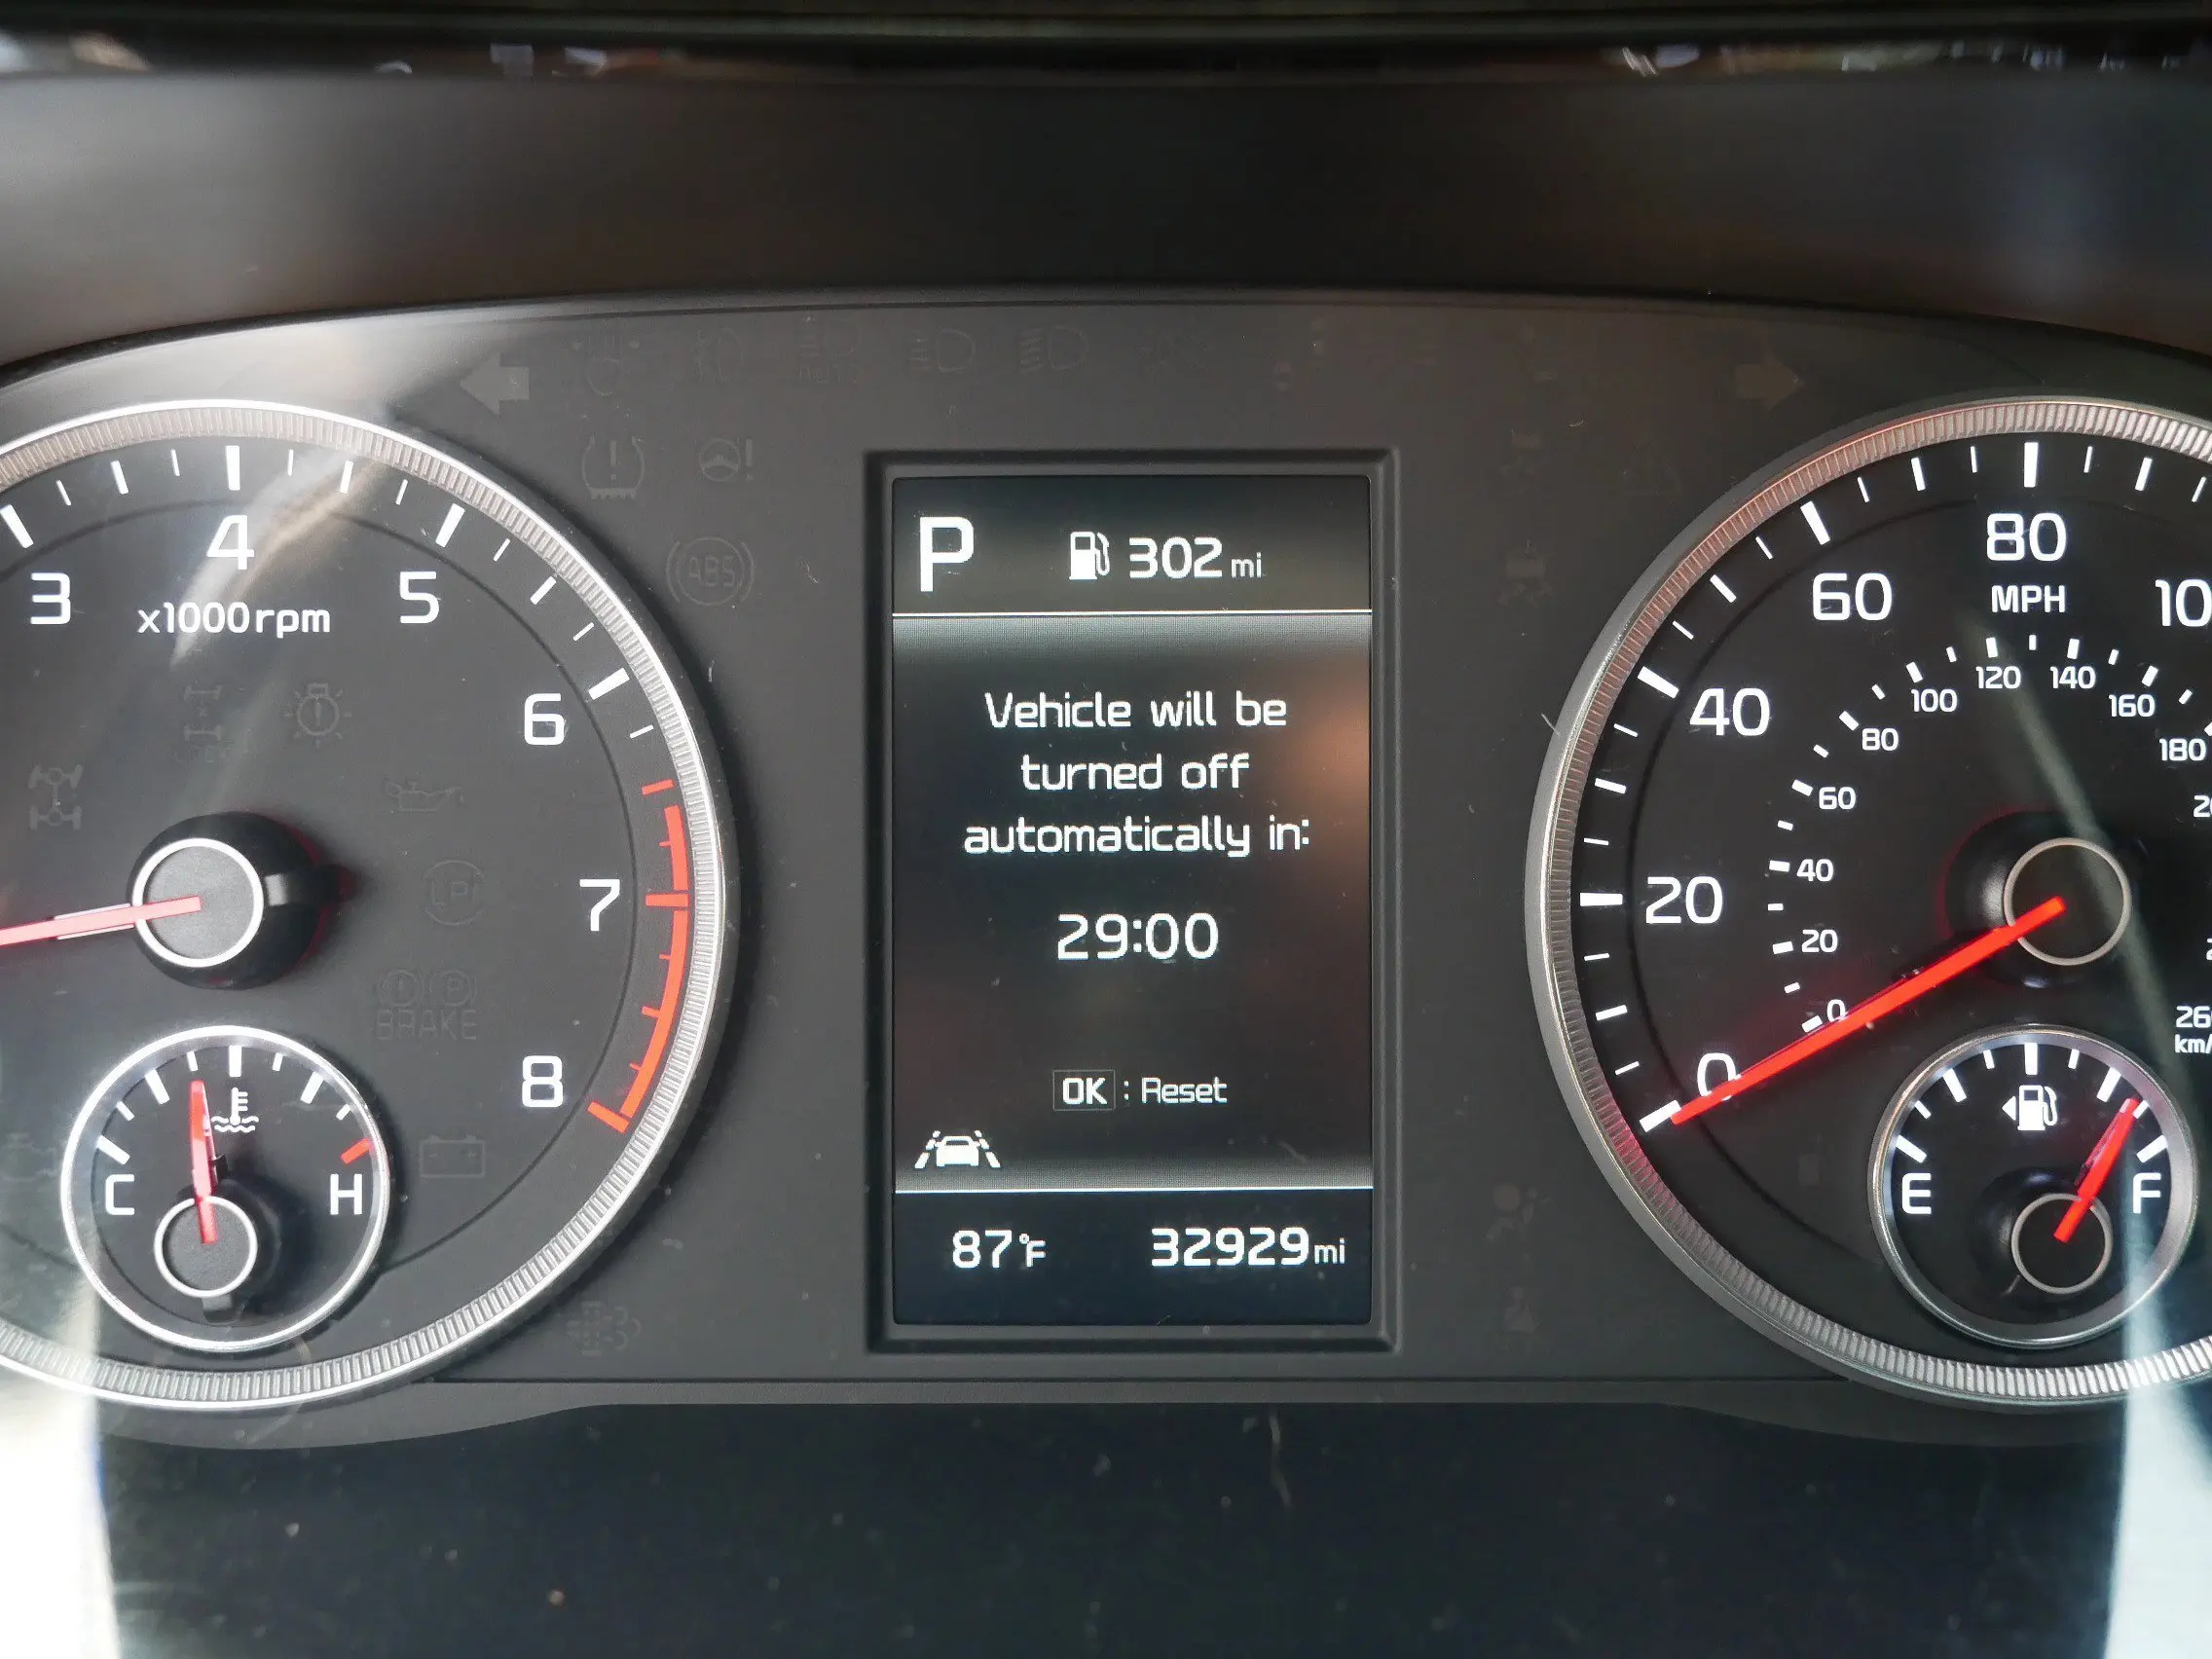 3
4
5
x1000rpm
6
7
8
C
H
ABS
BRAKE
P
302 mi
Vehicle will be
turned off
automatically in:
29:00
OK : Reset
87°F
32929 mi
80
MPH
60
40
20
0
120
140
100
160
80
180
60
40
20
0
E
F